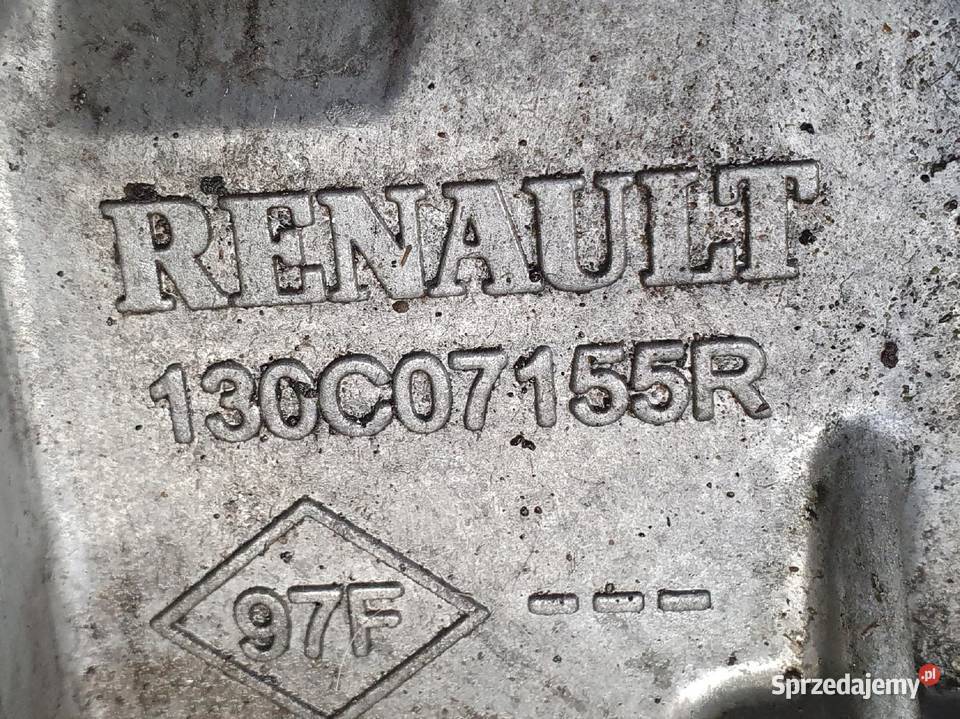 RENAULT
130C07155R
97F ---
Sprzedajemy.pl